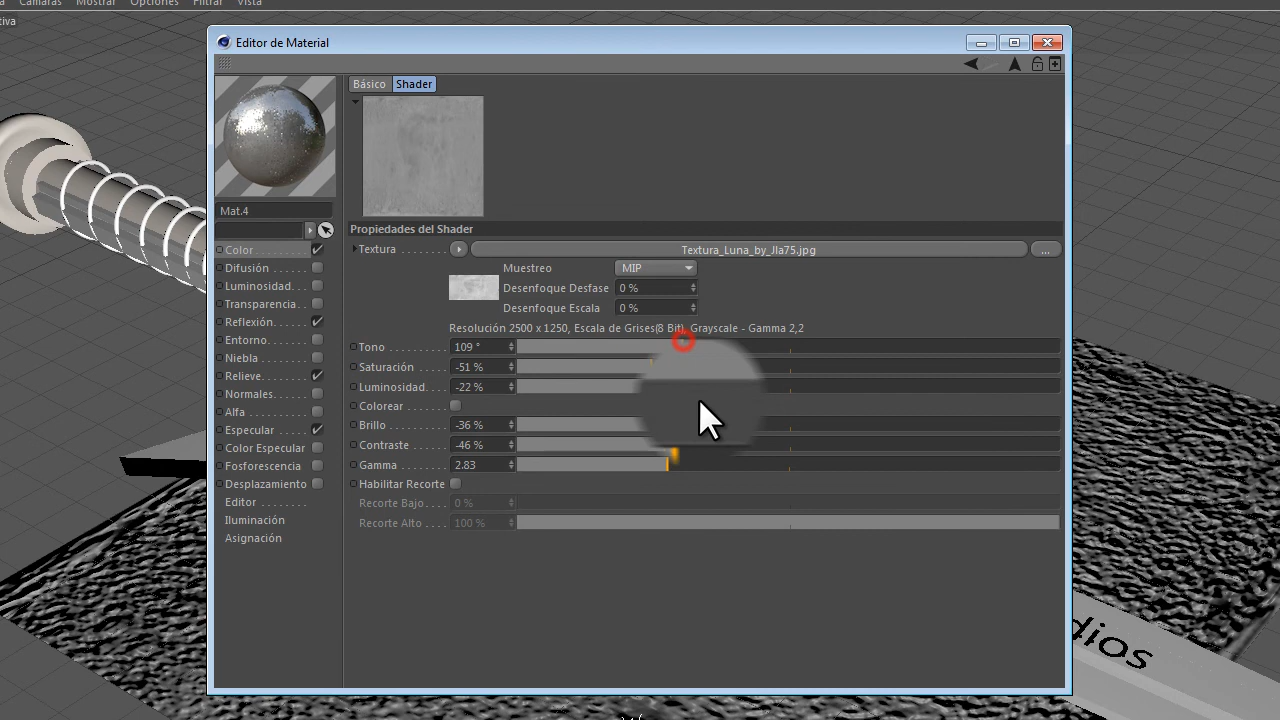 a Cámaras Mostrar Opciones Filtrar Vista
tiva
Editor de Material
Básico Shader
Mat.4
Propiedades del Shader
Color . . . . . . . . .
Textura . . . . . . . . Textura_Luna_by_Jla75.jpg ...
Difusión . . . . . .
Muestreo MIP
Luminosidad. . .
Desenfoque Desfase 0 %
Transparencia. .
Desenfoque Escala 0 %
Reflexión. . . . . .
Resolución 2500 x 1250, Escala de Grises(8 Bit), Grayscale - Gamma 2,2
Entorno. . . . . . .
Tono 109 °
Niebla . . . . . . . .
Saturación -51 %
Relieve. . . . . . . .
Luminosidad. . . . -22 %
Normales. . . . . .
Colorear
Alfa . . . . . . . . . . .
Brillo -36 %
Especular . . . . .
Contraste -46 %
Color Especular
Gamma 2.83
Fosforescencia
Habilitar Recorte
Desplazamiento
Recorte Bajo. . . . 0 %
Editor . . . . . . . .
Recorte Alto . . . . 100 %
Iluminación
Asignación
dios